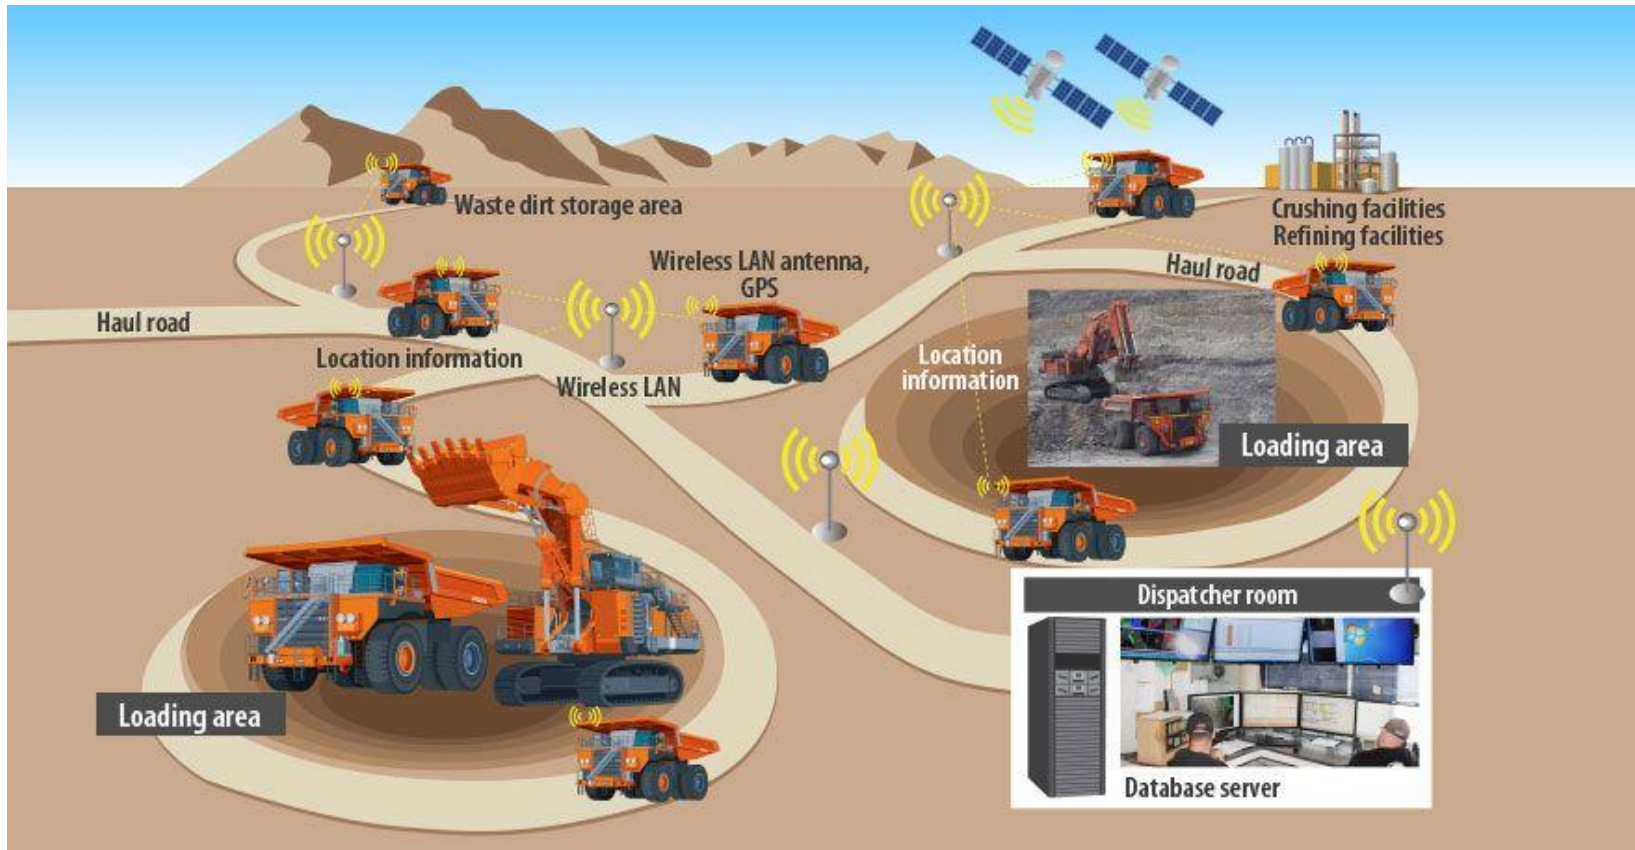 Waste dirt storage area
Crushing facilities
Refining facilities
Wireless LAN antenna,
GPS
Haul road
Haul road
Location information
Location
information
Wireless LAN
Loading area
Loading area
Dispatcher room
Database server